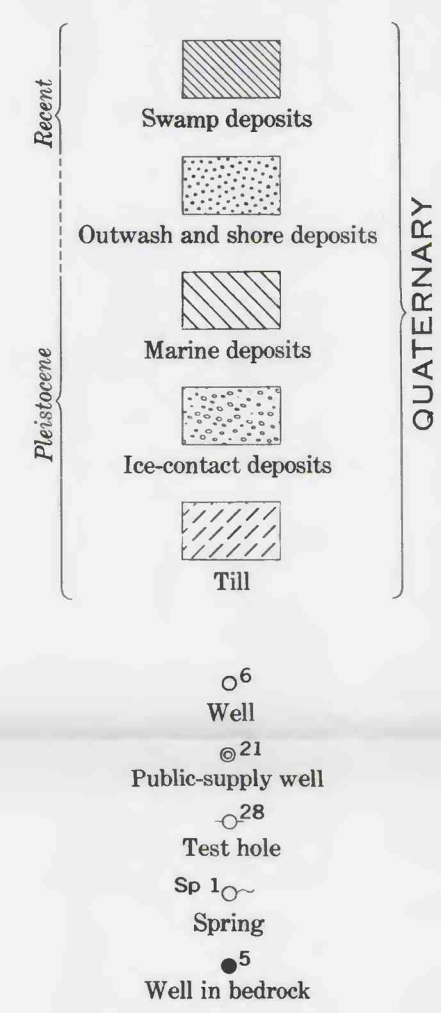 Recent
Swamp deposits
Outwash and shore deposits
Marine deposits
Pleistocene
Ice-contact deposits
Till
QUATERNARY
6
Well
21
Public-supply well
28
Test hole
Sp 1
Spring
5
Well in bedrock